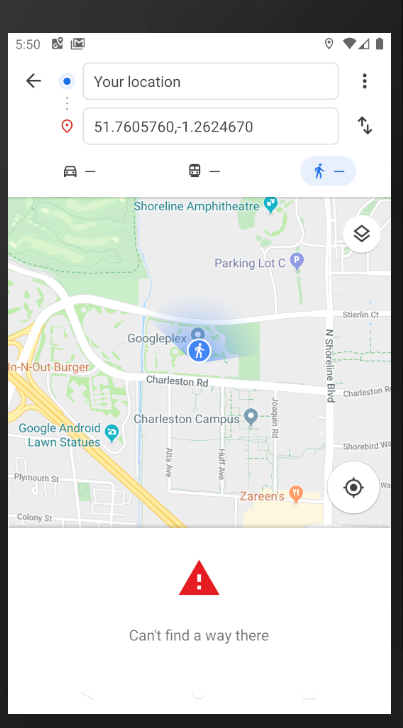 5:50
Your location
51.7605760,-1.2624670
—
—
—
Shoreline Amphitheatre
Parking Lot C
Stierlin Ct
Googleplex
N Shoreline Blvd
In-N-Out Burger
Charleston Rd
Charleston R
Charleston Campus
Joaquin Rd
Google Android
Lawn Statues
Alta Ave
Huff Ave
Shorebird Wa
Plymouth St
Zareen's
Colony St
Can't find a way there